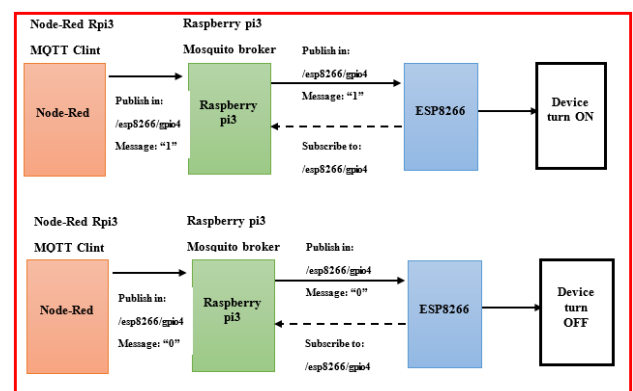 Node-Red Rpi3
MQTT Clint
Raspberry pi3
Mosquito broker
Node-Red
Publish in:
/esp8266/gpio4
Message: “1”
Raspberry
pi3
Publish in:
/esp8266/gpio4
Message: “1”
Subscribe to:
/esp8266/gpio4
ESP8266
Device
turn ON
Node-Red Rpi3
MQTT Clint
Raspberry pi3
Mosquito broker
Node-Red
Publish in:
/esp8266/gpio4
Message: “0”
Raspberry
pi3
Publish in:
/esp8266/gpio4
Message: “0”
Subscribe to:
/esp8266/gpio4
ESP8266
Device
turn
OFF